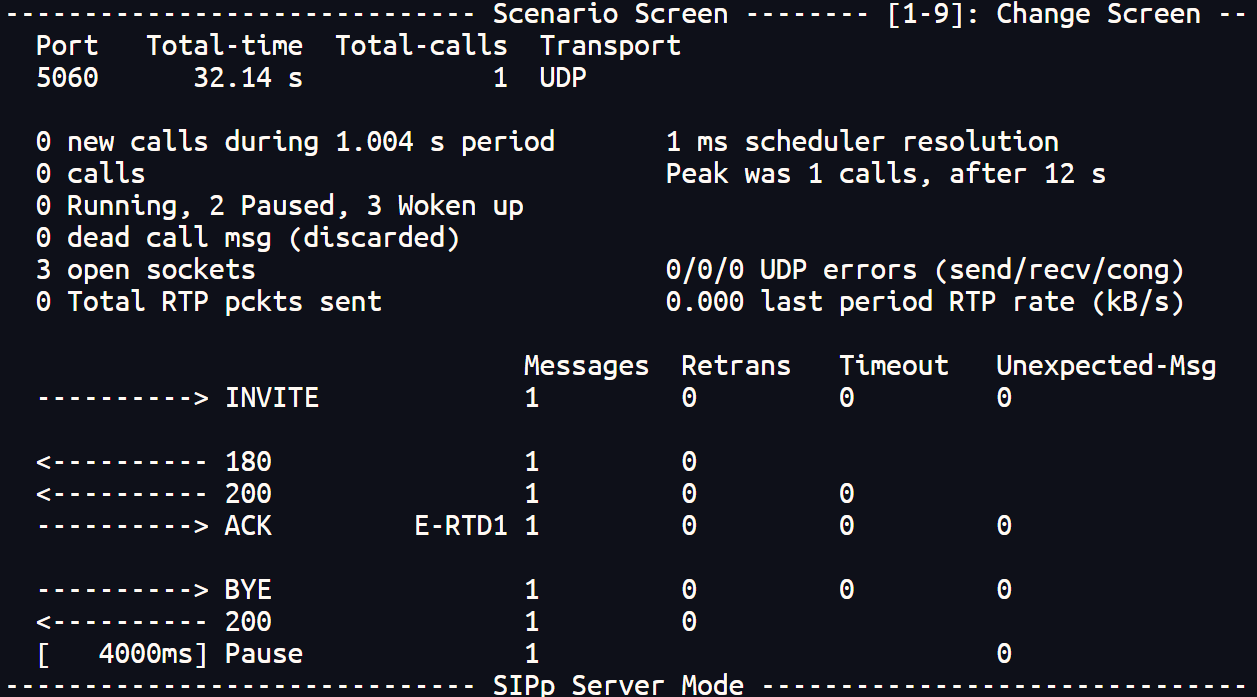 ------------------------------ Scenario Screen -------- [1-9]: Change Screen --
  Port   Total-time  Total-calls  Transport
  5060      32.14 s            1  UDP

  0 new calls during 1.004 s period       1 ms scheduler resolution
  0 calls                                 Peak was 1 calls, after 12 s
  0 Running, 2 Paused, 3 Woken up
  0 dead call msg (discarded)
  3 open sockets                          0/0/0 UDP errors (send/recv/cong)
  0 Total RTP pckts sent                  0.000 last period RTP rate (kB/s)

                                 Messages  Retrans   Timeout   Unexpected-Msg
  ----------> INVITE             1         0         0         0

  <---------- 180                1         0
  <---------- 200                1         0         0
  ----------> ACK         E-RTD1 1         0         0         0

  ----------> BYE                1         0         0         0
  <---------- 200                1         0
  [   4000ms] Pause              1                             0
------------------------------ SIPp Server Mode -------------------------------